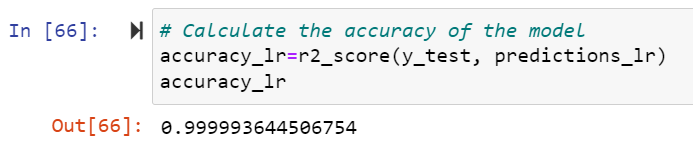 In [66]: # Calculate the accuracy of the model
accuracy_lr=r2_score(y_test, predictions_lr)
accuracy_lr
Out[66]: 0.999993644506754